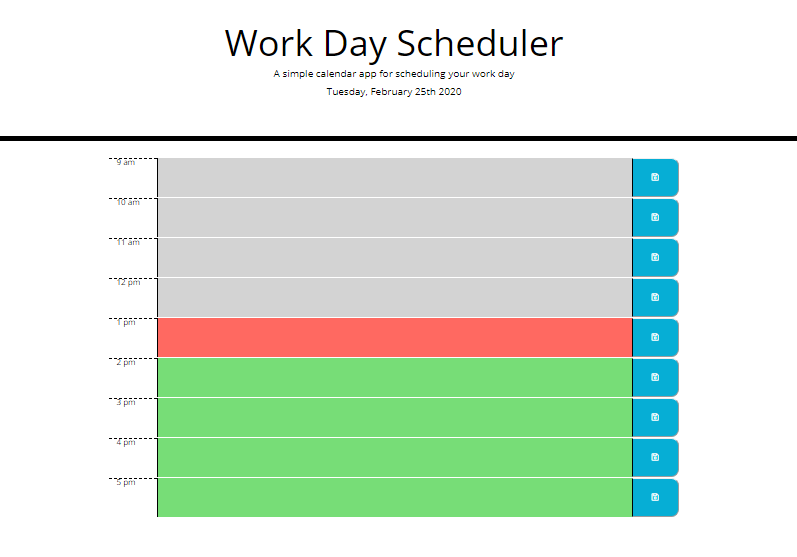 Work Day Scheduler
A simple calendar app for scheduling your work day
Tuesday, February 25th 2020
9 am
10 am
11 am
12 pm
1 pm
2 pm
3 pm
4 pm
5 pm